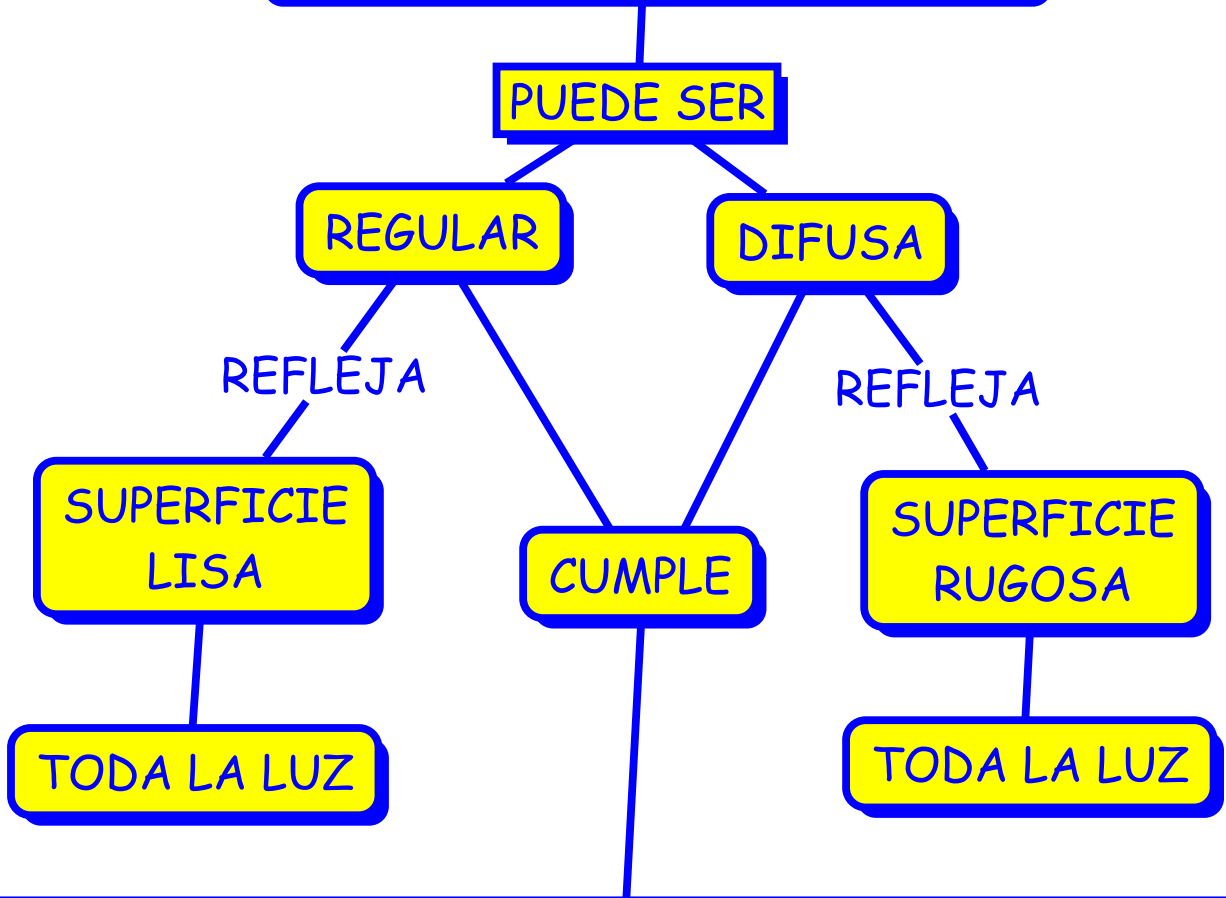 PUEDE SER
REGULAR
DIFUSA
REFLEJA
REFLEJA
SUPERFICIE
LISA
CUMPLE
SUPERFICIE
RUGOSA
TODA LA LUZ
TODA LA LUZ